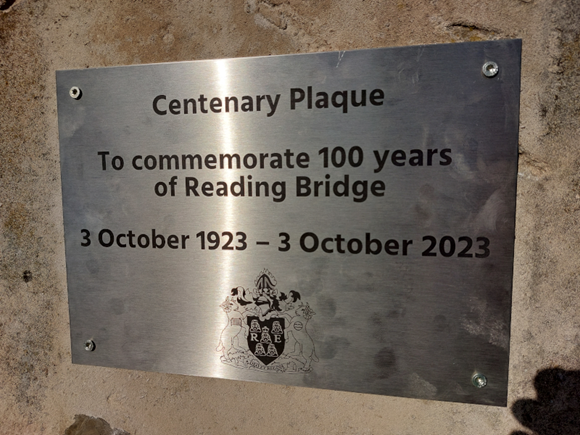 Centenary Plaque
To commemorate 100 years
of Reading Bridge
3 October 1923 – 3 October 2023
R E